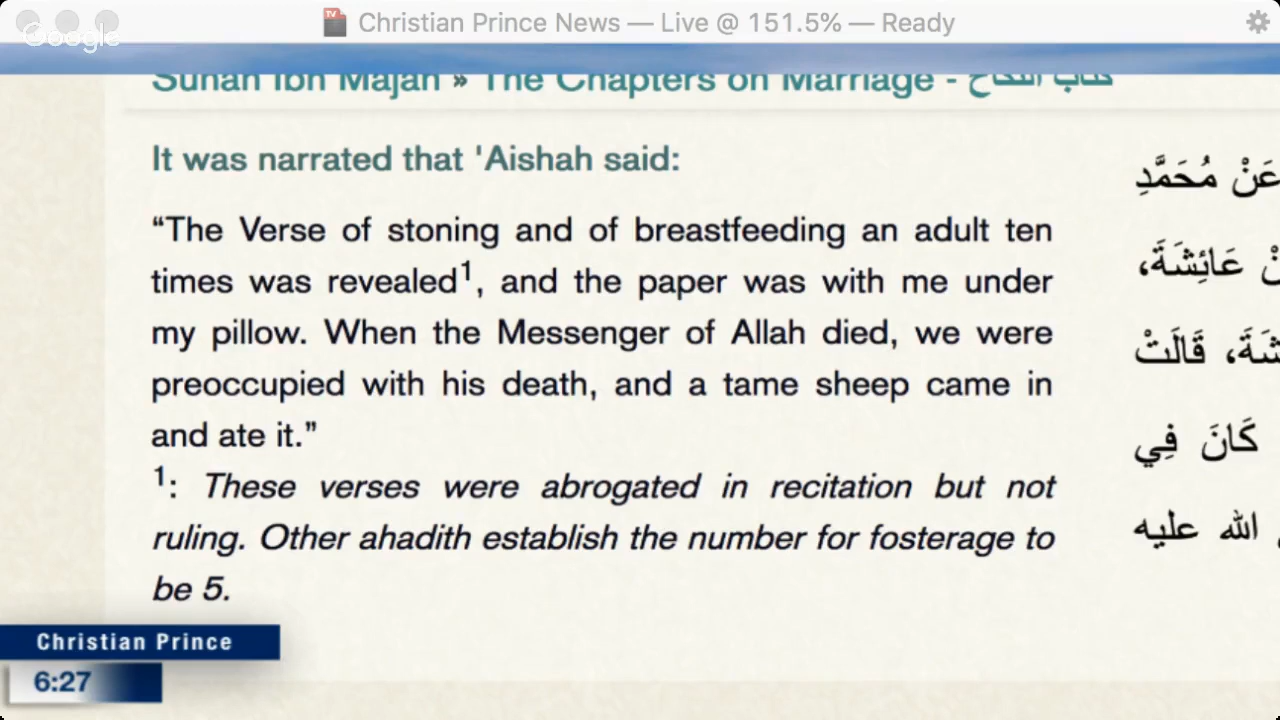 Christian Prince News — Live @ 151.5% — Ready
Google
Sunan Ibn Majah » The Chapters on Marriage - كتاب النكاح
It was narrated that 'Aishah said:
“The Verse of stoning and of breastfeeding an adult ten
times was revealed1, and the paper was with me under
my pillow. When the Messenger of Allah died, we were
preoccupied with his death, and a tame sheep came in
and ate it.”
1: These verses were abrogated in recitation but not
ruling. Other ahadith establish the number for fosterage to
be 5.
عَنْ مُحَمَّدِ
عَائِشَةَ،
قَالَتْ
كَانَ فِي
الله عليه
Christian Prince
6:27